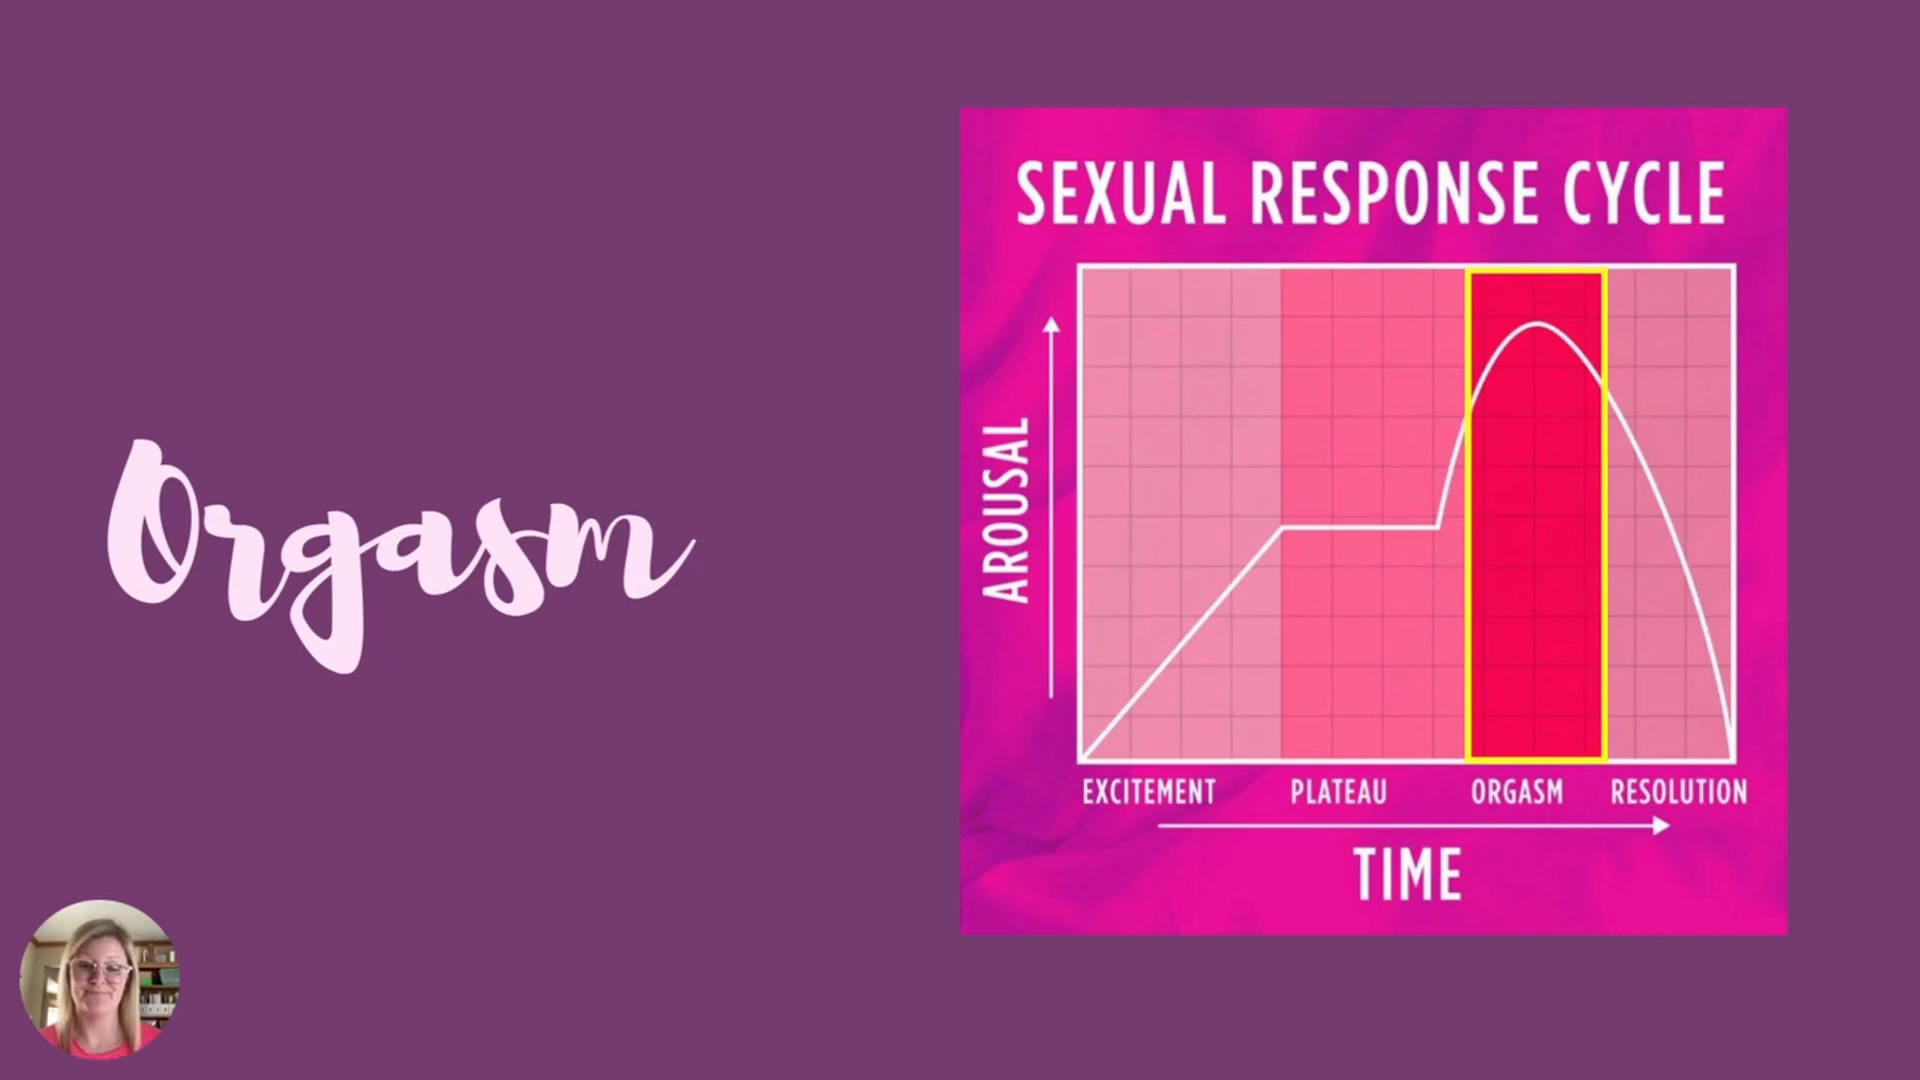 Orgasm
SEXUAL RESPONSE CYCLE
AROUSAL
EXCITEMENT PLATEAU ORGASM RESOLUTION
TIME